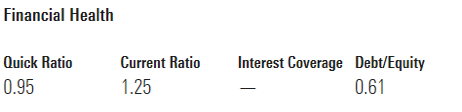 Financial Health
Quick Ratio Current Ratio Interest Coverage Debt/Equity
0.95 1.25 — 0.61